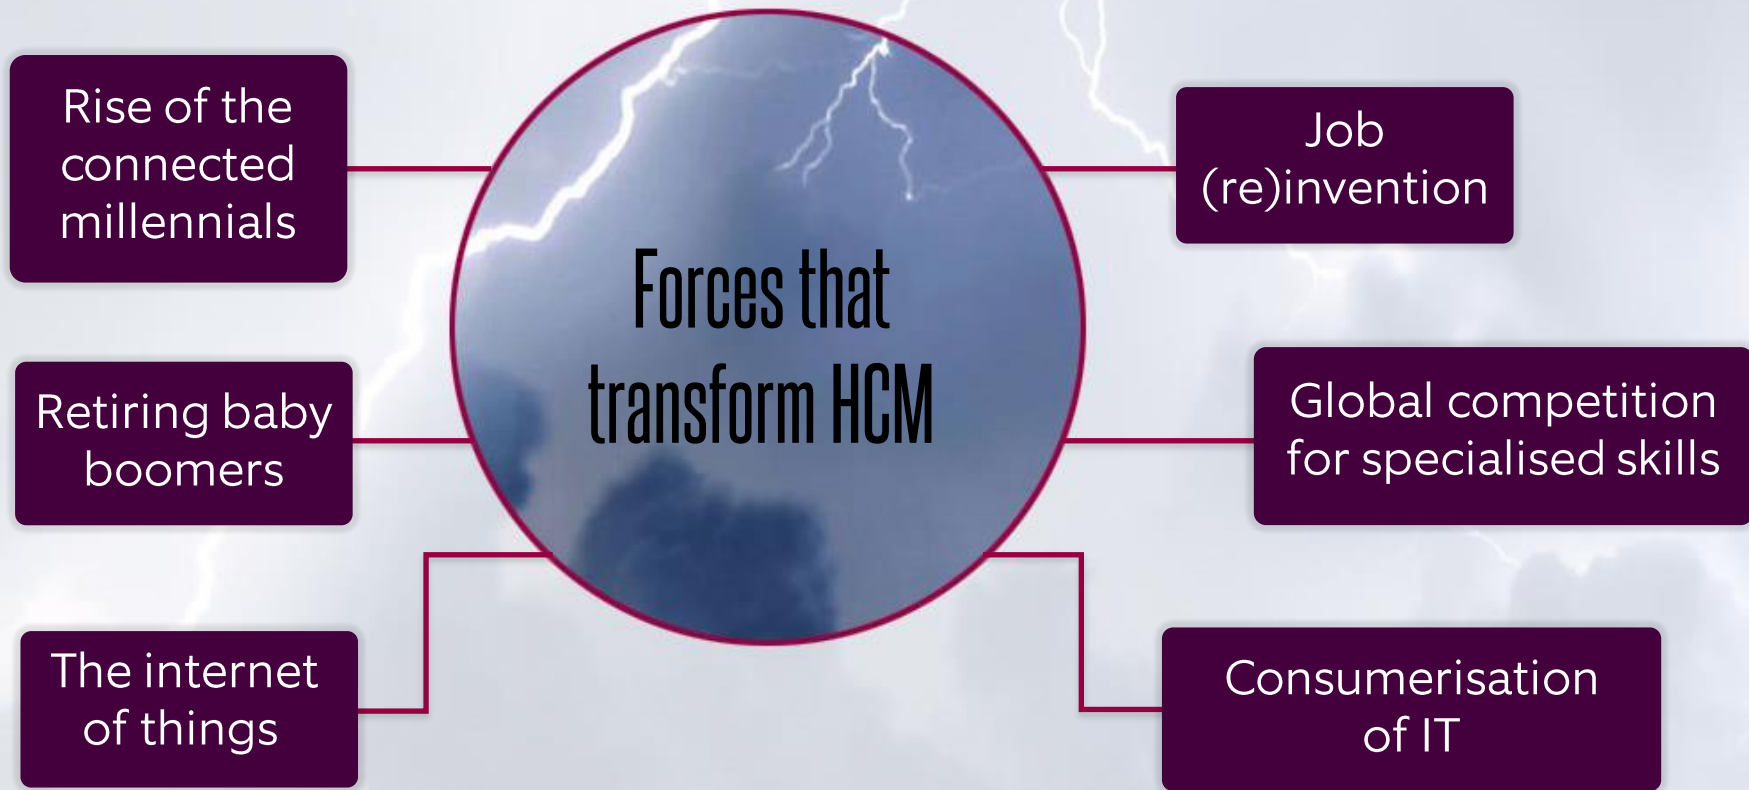 Rise of the
connected
millennials
Retiring baby
boomers
The internet
of things
Forces that
transform HCM
Job
(re)invention
Global competition
for specialised skills
Consumerisation
of IT